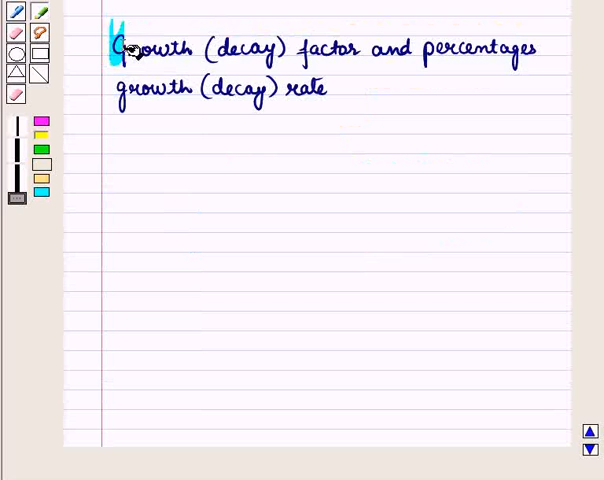 Growth (decay) factor and percentages
growth (decay) rate